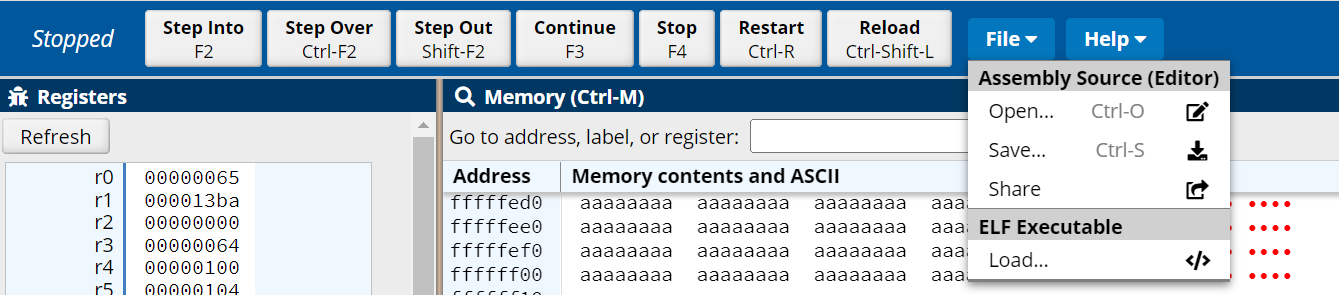 Stopped
Step Into
F2
Step Over
Ctrl-F2
Step Out
Shift-F2
Continue
F3
Stop
F4
Restart
Ctrl-R
Reload
Ctrl-Shift-L
File
Help
Assembly Source (Editor)
Open... Ctrl-O
Save... Ctrl-S
Share
ELF Executable
Load...
Registers
Refresh
r0 00000065
r1 000013ba
r2 00000000
r3 00000064
r4 00000100
r5 00000104
Memory (Ctrl-M)
Go to address, label, or register:
Address Memory contents and ASCII
fffffed0 aaaaaaaa aaaaaaaa aaaaaaaa aaa ....
fffffee0 aaaaaaaa aaaaaaaa aaaaaaaa aaa ....
fffffef0 aaaaaaaa aaaaaaaa aaaaaaaa aaa ....
ffffff00 aaaaaaaa aaaaaaaa aaaaaaaa aaa ....